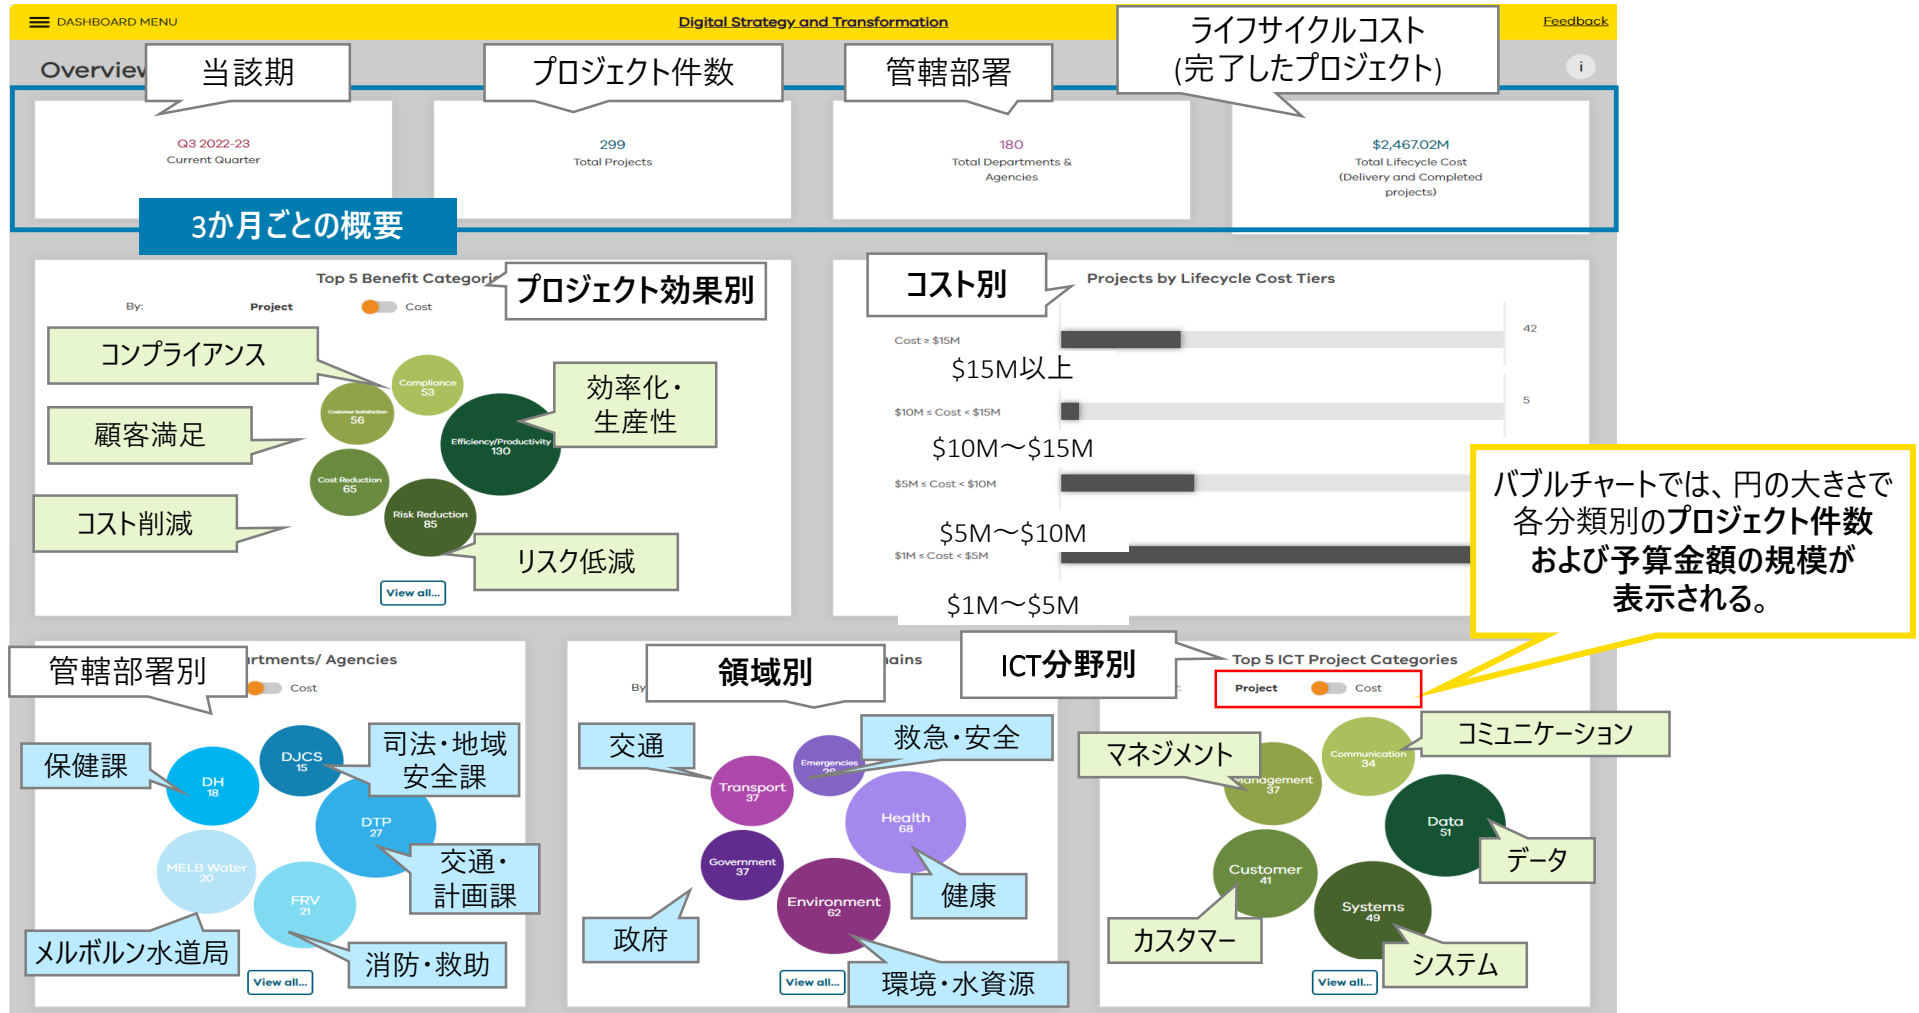 DASHBOARD MENU
Digital Strategy and Transformation
Feedback
Overview
i
当該期
プロジェクト件数
管轄部署
ライフサイクルコスト
(完了したプロジェクト)
Q3 2022-23
Current Quarter
299
Total Projects
180
Total Departments &
Agencies
$2,467.02M
Total Lifecycle Cost
(Delivery and Completed
projects)
3か月ごとの概要
Top 5 Benefit Categorie
プロジェクト効果別
By:
Project
Cost
コンプライアンス
顧客満足
コスト削減
効率化・
生産性
リスク低減
Compliance
53
Customer Satisfaction
56
Efficiency/Productivity
130
Cost Reduction
65
Risk Reduction
85
View all...
コスト別
Projects by Lifecycle Cost Tiers
Cost ≥ $15M
42
$15M以上
$10M ≤ Cost < $15M
5
$10M～$15M
$5M ≤ Cost < $10M
$5M～$10M
$1M ≤ Cost < $5M
$1M～$5M
バブルチャートでは、円の大きさで
各分類別のプロジェクト件数
および予算金額の規模が
表示される。
管轄部署別
rtments/ Agencies
Cost
保健課
司法・地域
安全課
DJCS
15
DH
18
DTP
27
MELB Water
20
FRV
21
交通・
計画課
メルボルン水道局
消防・救助
View all...
領域別
ains
By
交通
救急・安全
Emergencies
Transport
37
Health
68
Government
37
Environment
62
健康
政府
環境・水資源
View all...
ICT分野別
Top 5 ICT Project Categories
Project
Cost
マネジメント
コミュニケーション
Communication
34
Management
37
Data
51
Customer
41
Systems
49
データ
カスタマー
システム
View all...